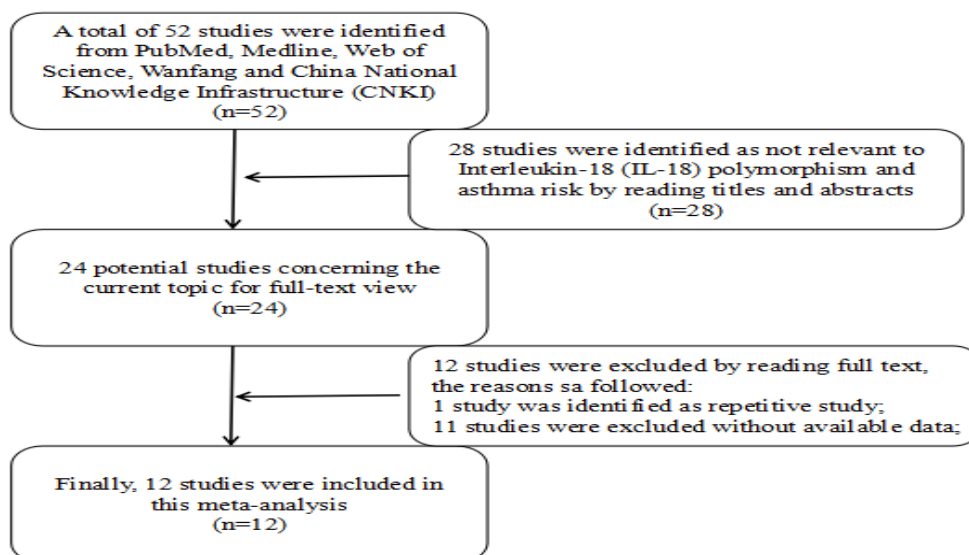 A total of 52 studies were identified
from PubMed, Medline, Web of
Science, Wanfang and China National
Knowledge Infrastructure (CNKI)
(n=52)
28 studies were identified as not relevant to
Interleukin-18 (IL-18) polymorphism and
asthma risk by reading titles and abstracts
(n=28)
24 potential studies concerning the
current topic for full-text view
(n=24)
12 studies were excluded by reading full text,
the reasons sa followed:
1 study was identified as repetitive study;
11 studies were excluded without available data;
Finally, 12 studies were included in
this meta-analysis
(n=12)